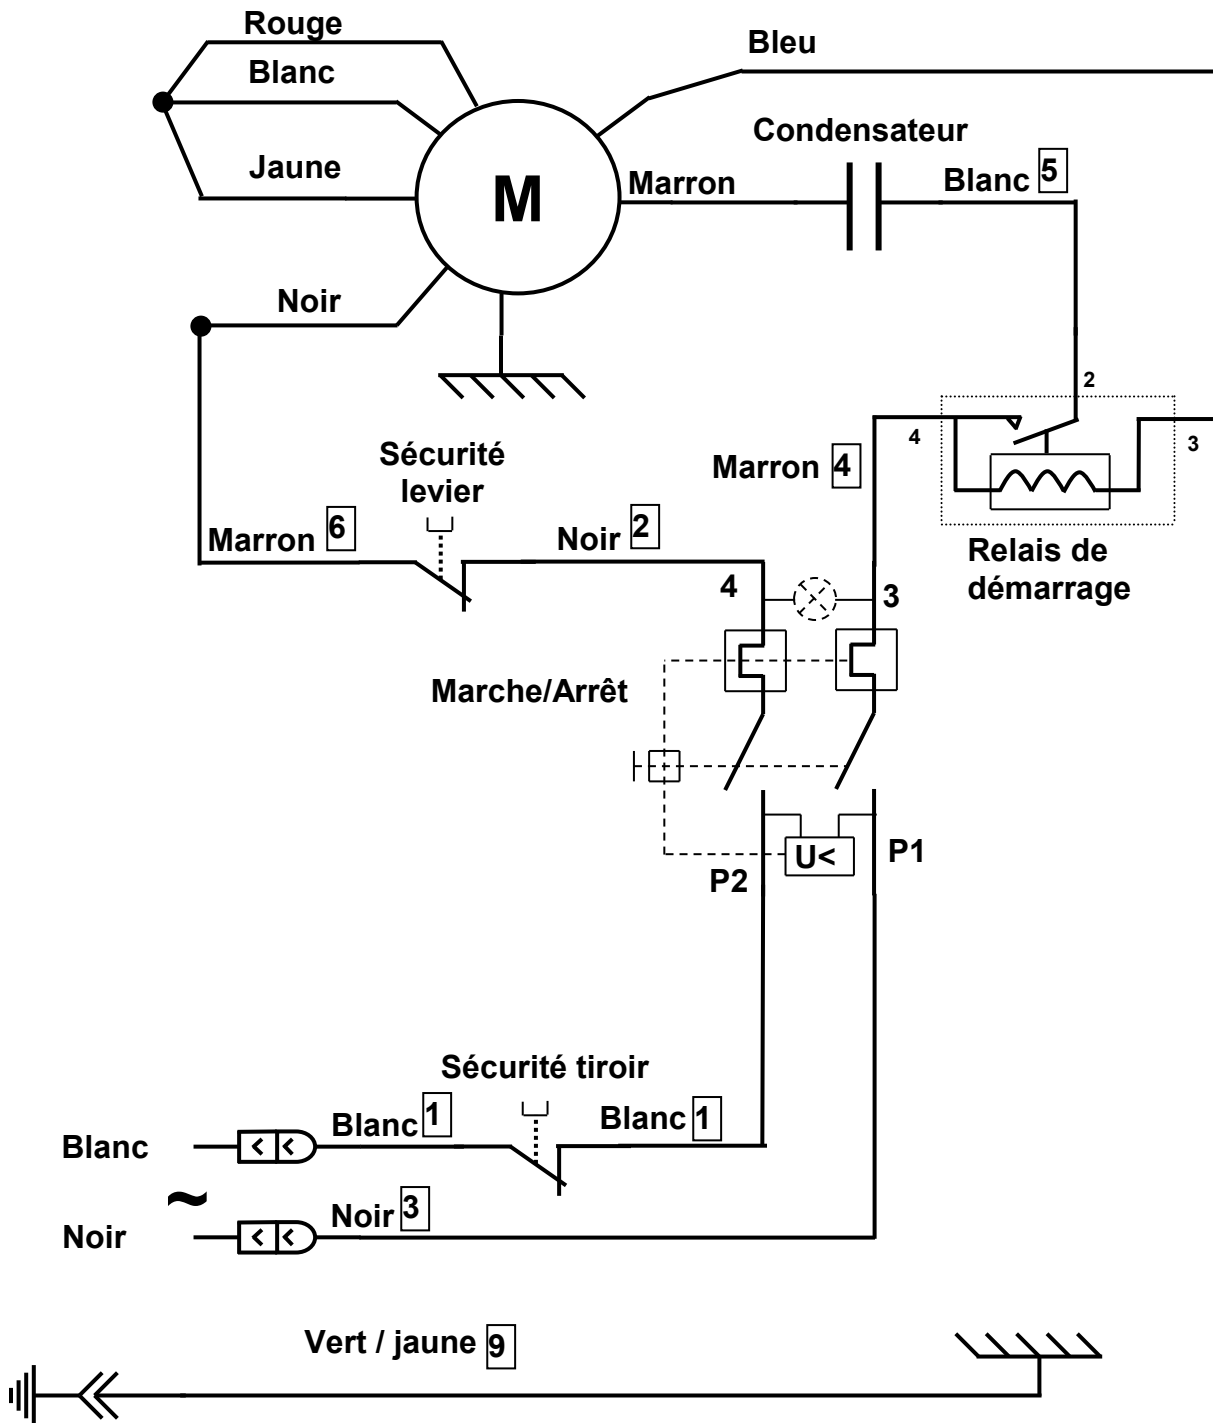 Rouge
Bleu
Blanc
Condensateur
Jaune
M
Marron
Blanc 5
Noir
2
4
3
Sécurité
levier
Marron 4
Marron 6
Noir 2
Relais de
démarrage
4
3
Marche/Arrêt
U<
P1
P2
Sécurité tiroir
Blanc
Blanc 1
Blanc 1
~
Noir
Noir 3
Vert / jaune 9